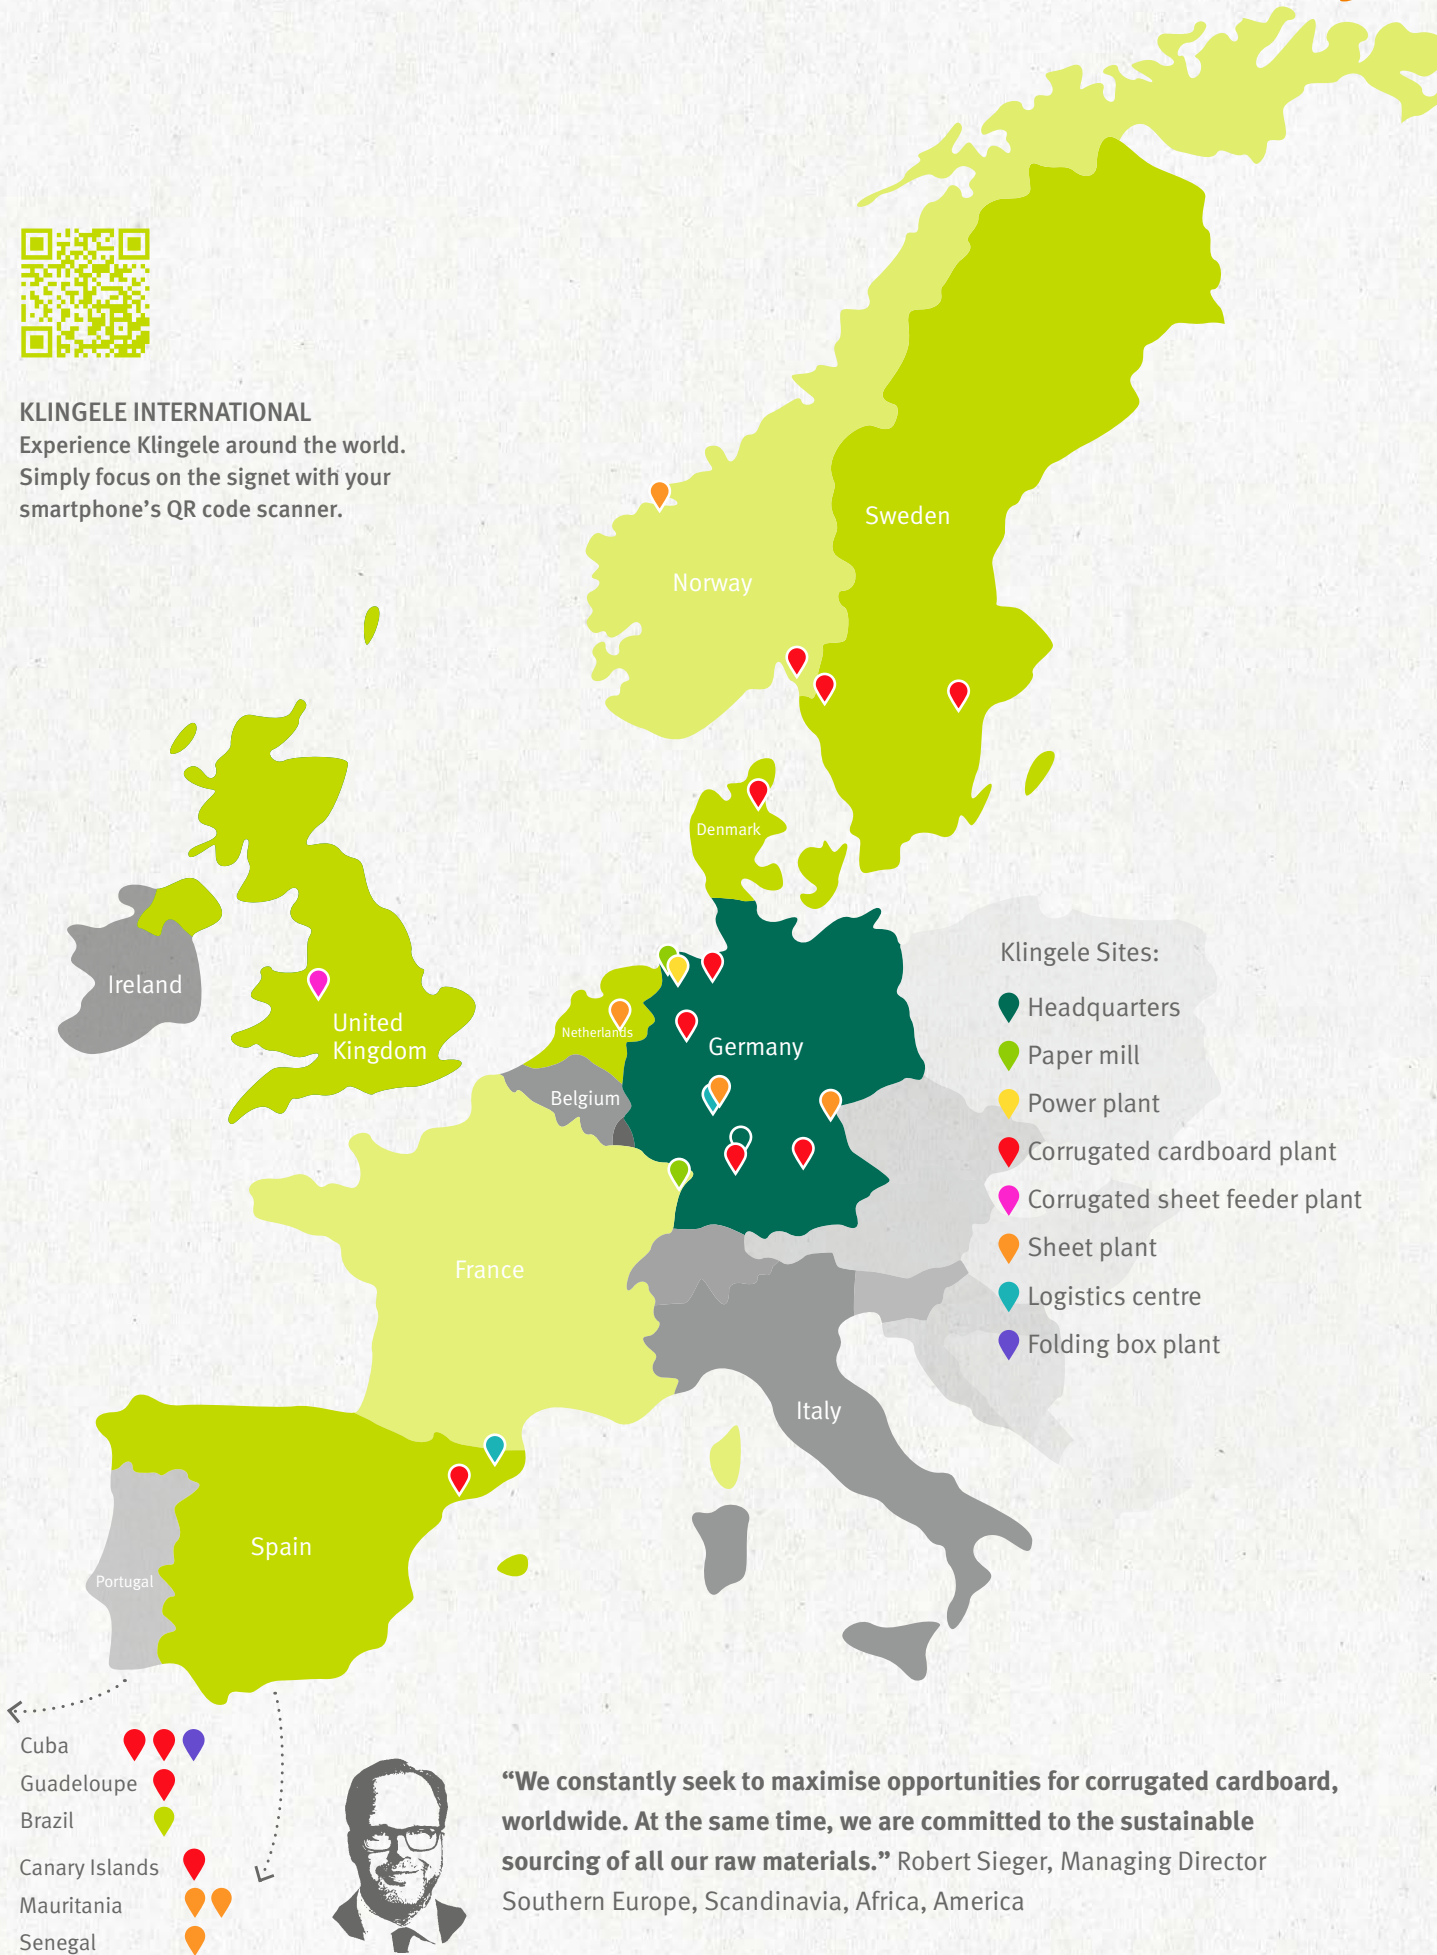 KLINGELE INTERNATIONAL
Experience Klingele around the world.
Simply focus on the signet with your
smartphone’s QR code scanner.
Sweden
Norway
Denmark
Ireland
United
Kingdom
Netherlands
Germany
Belgium
France
Italy
Spain
Portugal
Klingele Sites:
Headquarters
Paper mill
Power plant
Corrugated cardboard plant
Corrugated sheet feeder plant
Sheet plant
Logistics centre
Folding box plant
Cuba
Guadeloupe
Brazil
Canary Islands
Mauritania
Senegal
“We constantly seek to maximise opportunities for corrugated cardboard,
worldwide. At the same time, we are committed to the sustainable
sourcing of all our raw materials.” Robert Sieger, Managing Director
Southern Europe, Scandinavia, Africa, America